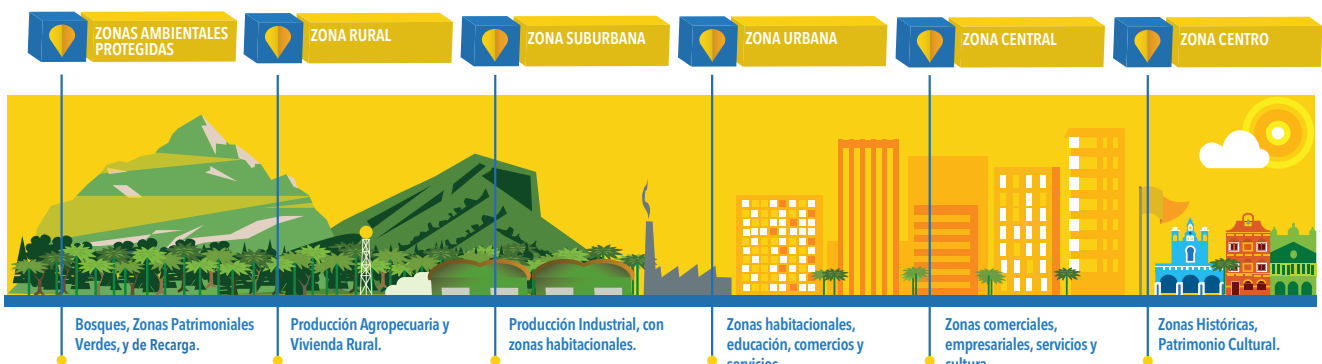 ZONAS AMBIENTALES
PROTEGIDAS
ZONA RURAL
ZONA SUBURBANA
ZONA URBANA
ZONA CENTRAL
ZONA CENTRO
Bosques, Zonas Patrimoniales
Verdes, y de Recarga.
Producción Agropecuaria y
Vivienda Rural.
Producción Industrial, con
zonas habitacionales.
Zonas habitacionales,
educación, comercios y
servicios
Zonas comerciales,
empresariales, servicios y
cultura
Zonas Históricas,
Patrimonio Cultural.